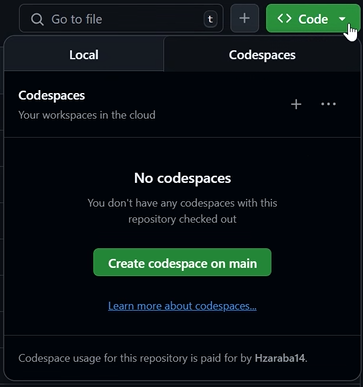 Go to file
t
+
<> Code
Local
Codespaces
Codespaces
Your workspaces in the cloud
+ ...
No codespaces
You don't have any codespaces with this
repository checked out
Create codespace on main
Learn more about codespaces...
Codespace usage for this repository is paid for by Hzaraba14.